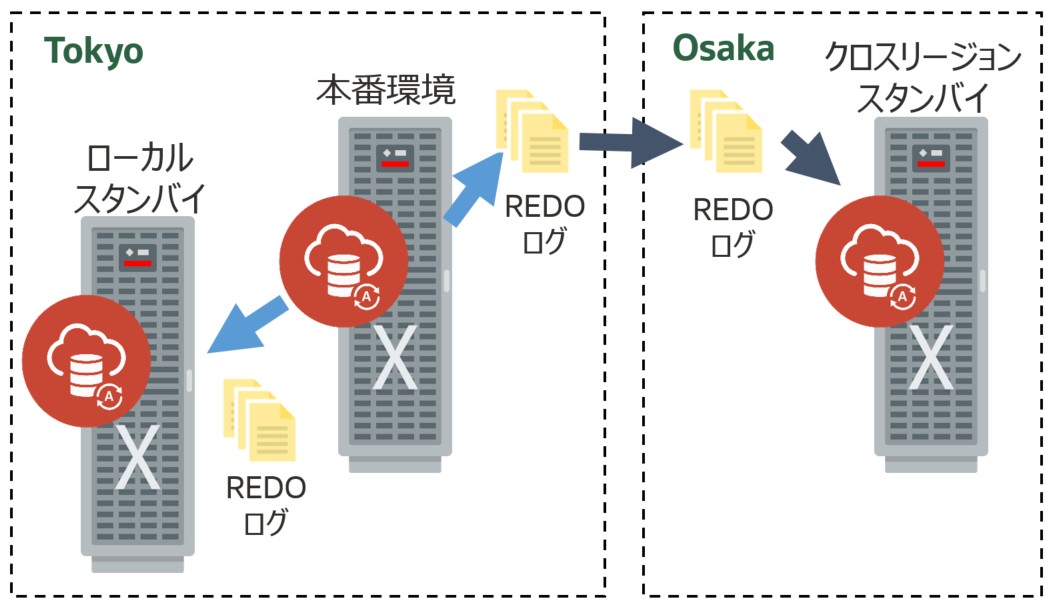 Tokyo
本番環境
ローカル
スタンバイ
REDO
ログ
REDO
ログ
A
A
X
X
Osaka
クロスリージョン
スタンバイ
REDO
ログ
A
X